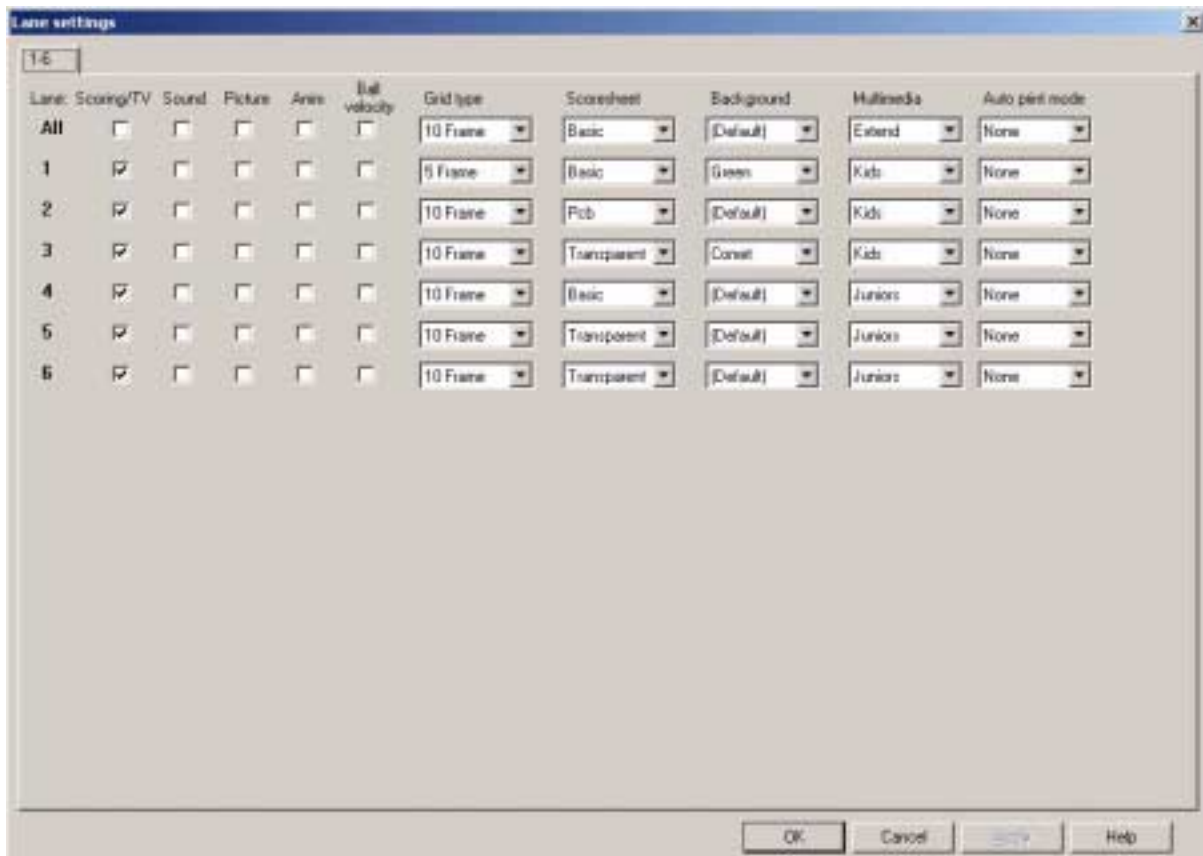 Lane settings
1-6
Lane: Scoring/TV Sound Picture Anim Ball velocity Grid type Scoresheet Background Multimedia Auto print mode
All 10 Frame Basic (Default) Extend None
1 5 Frame Basic Green Kids None
2 10 Frame Pcb (Default) Kids None
3 10 Frame Transparent Comet Kids None
4 10 Frame Basic (Default) Juniors None
5 10 Frame Transparent (Default) Juniors None
6 10 Frame Transparent (Default) Juniors None
OK Cancel Apply Help